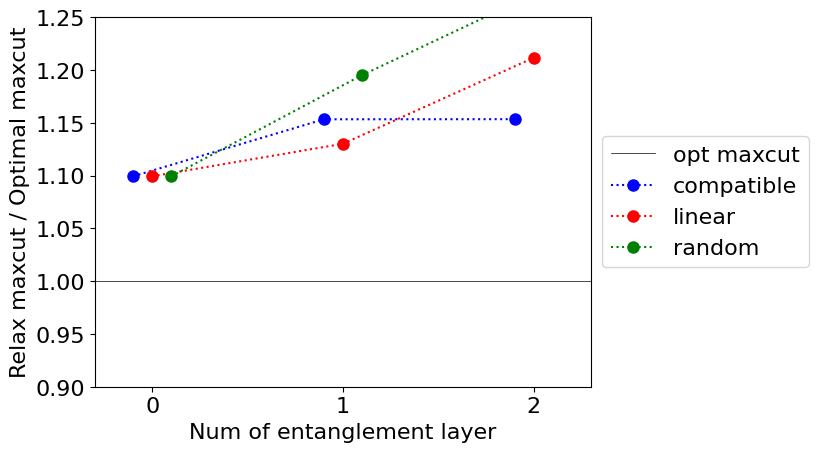 Relax maxcut / Optimal maxcut
1.25
1.20
1.15
1.10
1.05
1.00
0.95
0.90
0 1 2
Num of entanglement layer
opt maxcut
compatible
linear
random